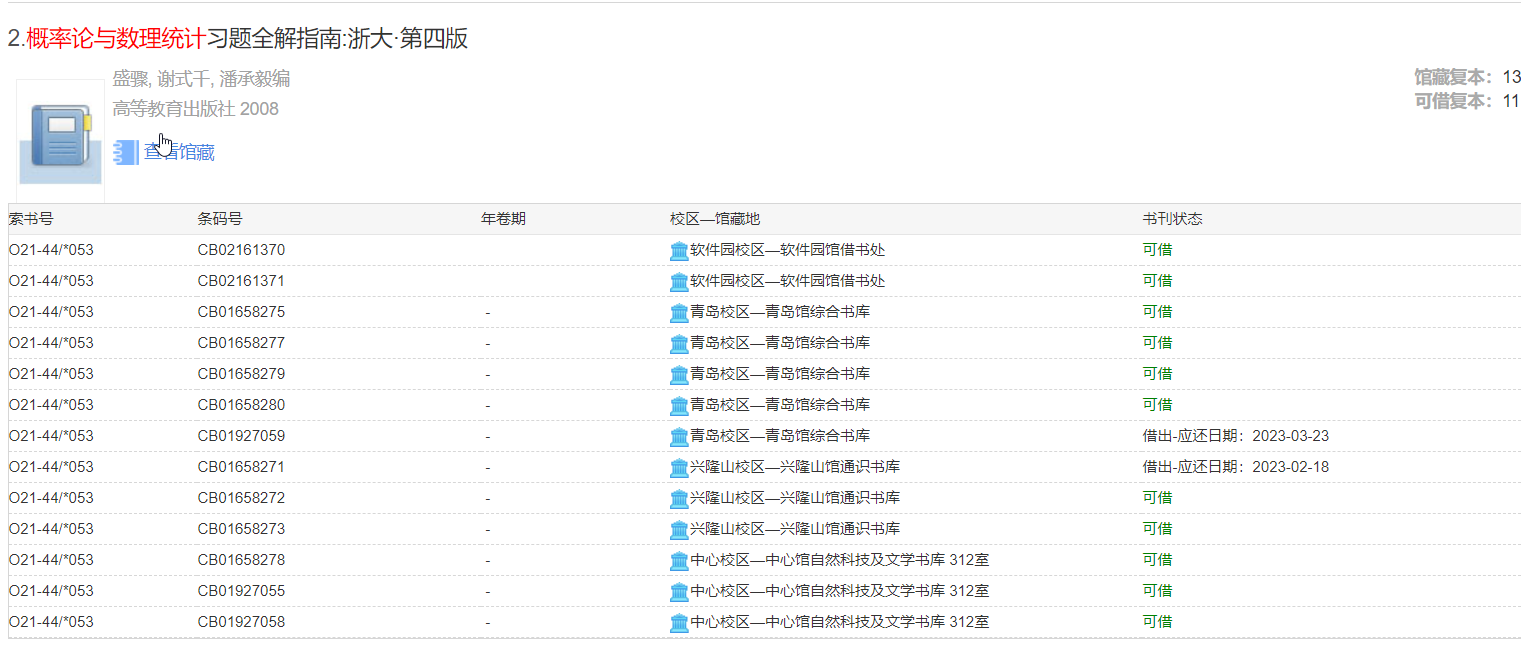 2.概率论与数理统计习题全解指南:浙大·第四版
盛骤, 谢式千, 潘承毅编
馆藏复本：13
高等教育出版社 2008
可借复本：11
查看馆藏
索书号 条码号 年卷期 校区—馆藏地 书刊状态
O21-44/*053 CB02161370 软件园校区—软件园馆借书处 可借
O21-44/*053 CB02161371 软件园校区—软件园馆借书处 可借
O21-44/*053 CB01658275 - 青岛校区—青岛馆综合书库 可借
O21-44/*053 CB01658277 - 青岛校区—青岛馆综合书库 可借
O21-44/*053 CB01658279 - 青岛校区—青岛馆综合书库 可借
O21-44/*053 CB01658280 - 青岛校区—青岛馆综合书库 可借
O21-44/*053 CB01927059 - 青岛校区—青岛馆综合书库 借出-应还日期：2023-03-23
O21-44/*053 CB01658271 - 兴隆山校区—兴隆山馆通识书库 借出-应还日期：2023-02-18
O21-44/*053 CB01658272 - 兴隆山校区—兴隆山馆通识书库 可借
O21-44/*053 CB01658273 - 兴隆山校区—兴隆山馆通识书库 可借
O21-44/*053 CB01658278 - 中心校区—中心馆自然科技及文学书库 312室 可借
O21-44/*053 CB01927055 - 中心校区—中心馆自然科技及文学书库 312室 可借
O21-44/*053 CB01927058 - 中心校区—中心馆自然科技及文学书库 312室 可借